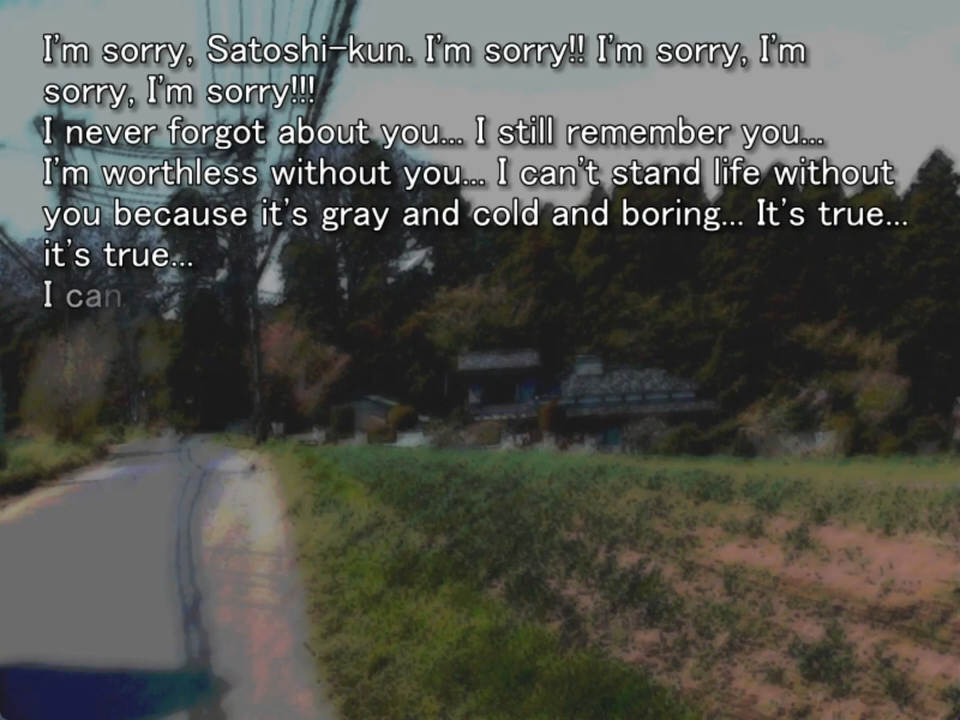 I'm sorry, Satoshi-kun. I'm sorry!! I'm sorry, I'm
sorry, I'm sorry!!!
I never forgot about you... I still remember you...
I'm worthless without you... I can't stand life without
you because it's gray and cold and boring... It's true...
it's true...
I can